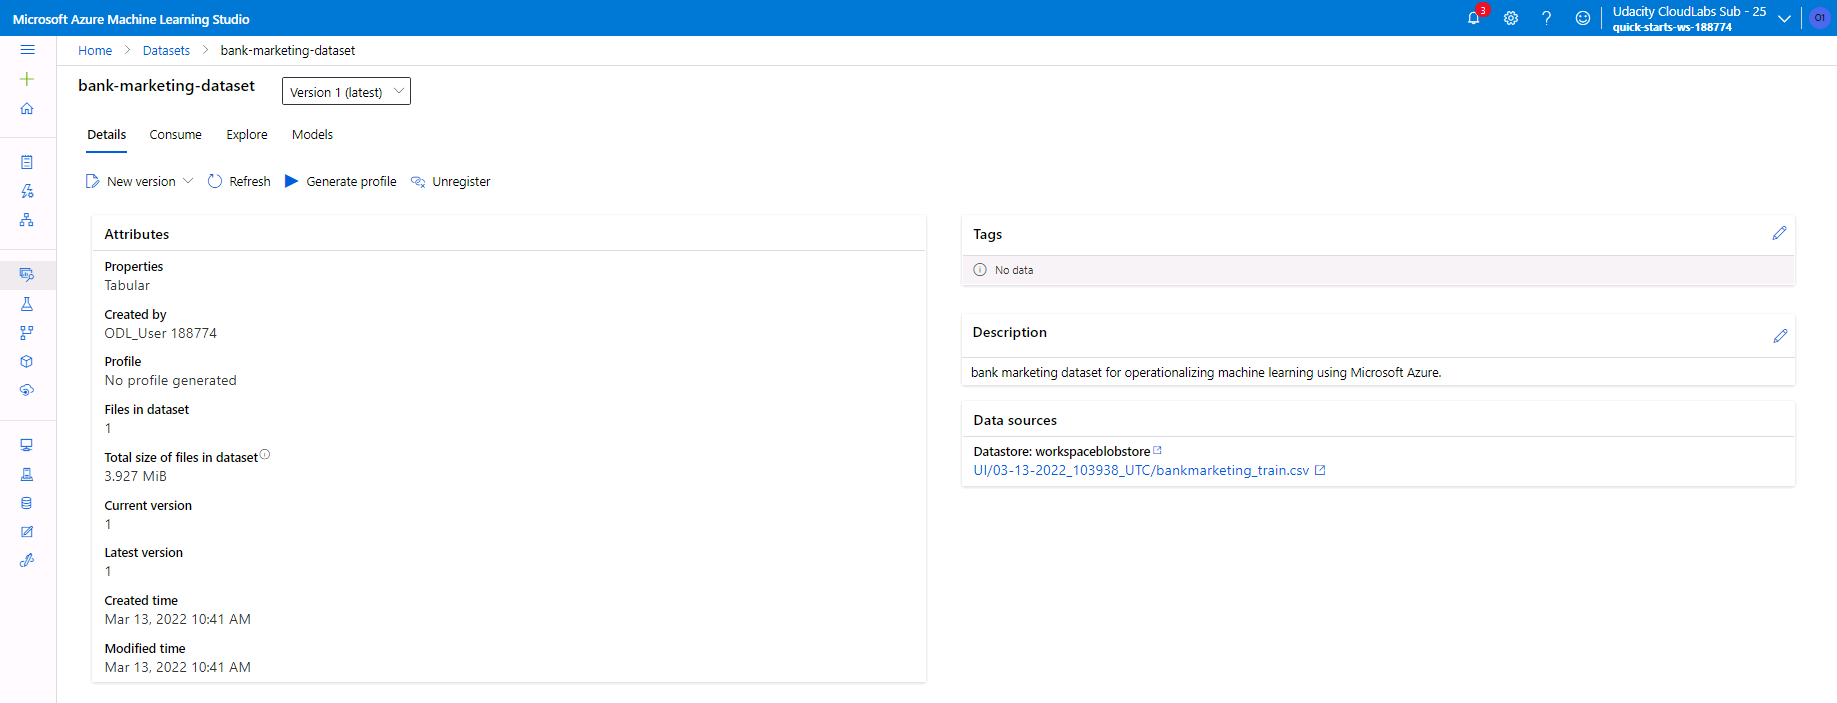 Microsoft Azure Machine Learning Studio
3
Udacity CloudLabs Sub - 25
quick-starts-ws-188774
O1
Home > Datasets > bank-marketing-dataset
bank-marketing-dataset
Version 1 (latest)
Details Consume Explore Models
New version Refresh Generate profile Unregister
Attributes
Properties
Tabular
Created by
ODL_User 188774
Profile
No profile generated
Files in dataset
1
Total size of files in dataset
3.927 MiB
Current version
1
Latest version
1
Created time
Mar 13, 2022 10:41 AM
Modified time
Mar 13, 2022 10:41 AM
Tags
No data
Description
bank marketing dataset for operationalizing machine learning using Microsoft Azure.
Data sources
Datastore: workspaceblobstore
UI/03-13-2022_103938_UTC/bankmarketing_train.csv